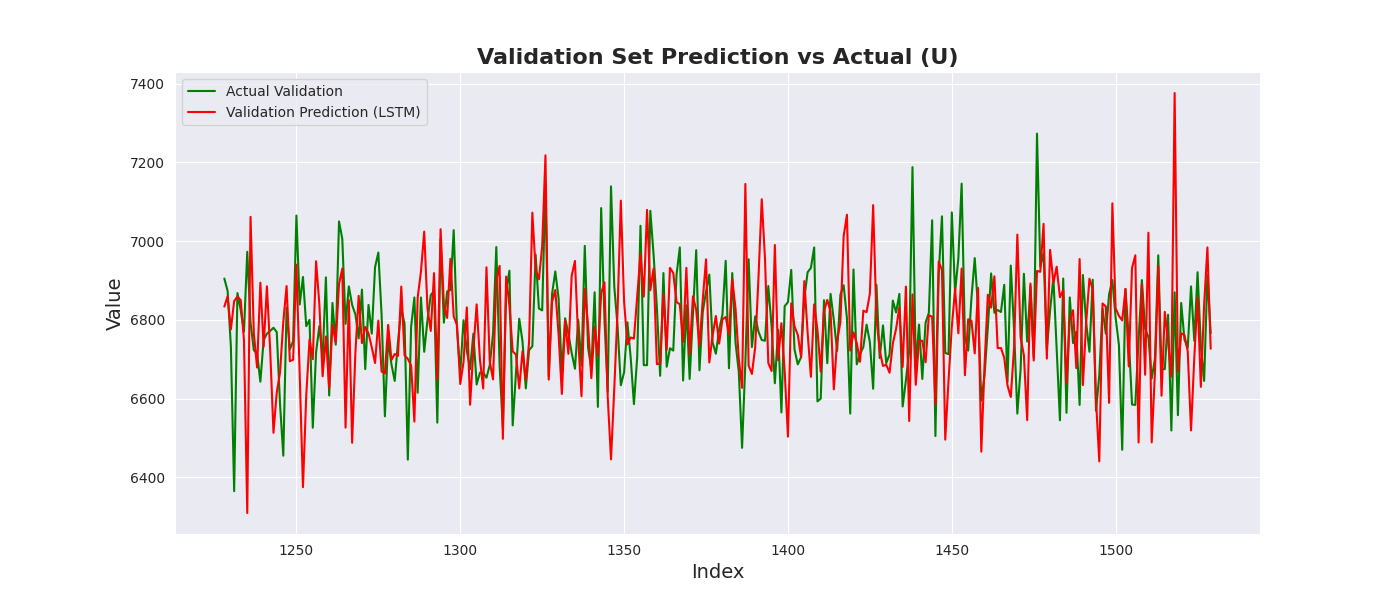 Validation Set Prediction vs Actual (U)
Actual Validation
Validation Prediction (LSTM)
7400
7200
7000
6800
6600
6400
Value
1250 1300 1350 1400 1450 1500
Index